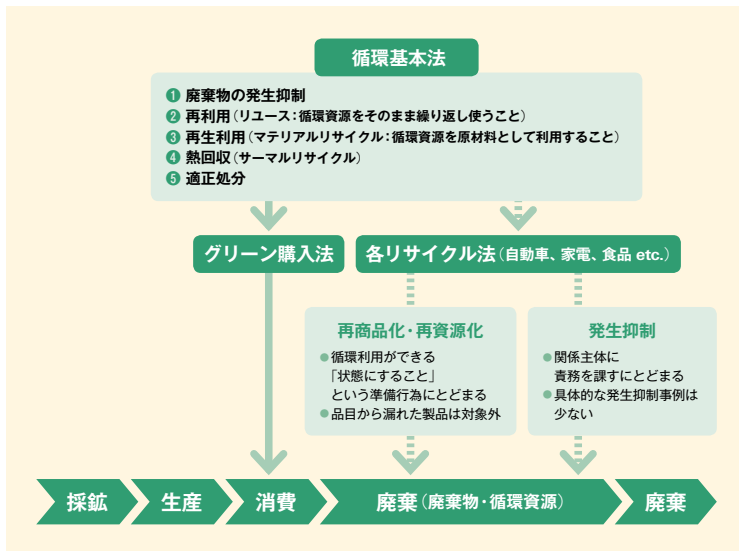 循環基本法
❶ 廃棄物の発生抑制
❷ 再利用（リユース：循環資源をそのまま繰り返し使うこと）
❸ 再生利用（マテリアルリサイクル：循環資源を原材料として利用すること）
❹ 熱回収（サーマルリサイクル）
❺ 適正処分
グリーン購入法
各リサイクル法（自動車、家電、食品 etc.）
再商品化・再資源化
●循環利用ができる
「状態にすること」
という準備行為にとどまる
●品目から漏れた製品は対象外
発生抑制
●関係主体に
責務を課すにとどまる
●具体的な発生抑制事例は
少ない
採鉱
生産
消費
廃棄（廃棄物・循環資源）
廃棄